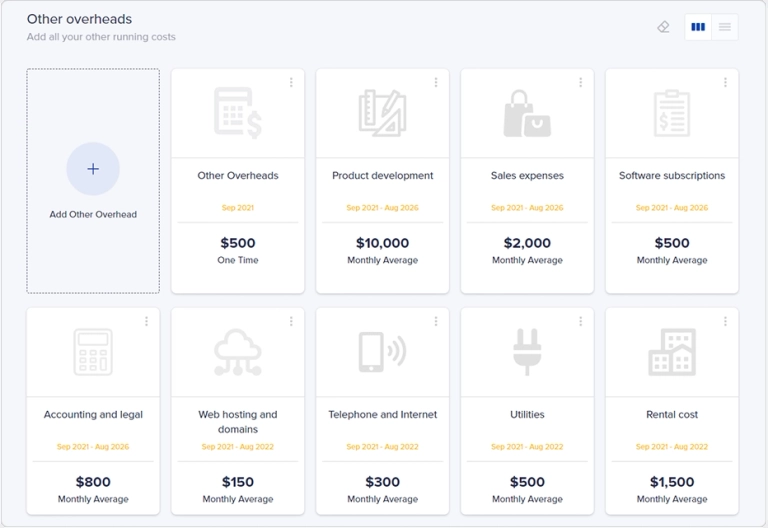 Other overheads
Add all your other running costs
Add Other Overhead
Other Overheads
Sep 2021
$500
One Time
Product development
Sep 2021 - Aug 2026
$10,000
Monthly Average
Sales expenses
Sep 2021 - Aug 2026
$2,000
Monthly Average
Software subscriptions
Sep 2021 - Aug 2026
$500
Monthly Average
Accounting and legal
Sep 2021 - Aug 2026
$800
Monthly Average
Web hosting and
domains
Sep 2021 - Aug 2022
$150
Monthly Average
Telephone and Internet
Sep 2021 - Aug 2022
$300
Monthly Average
Utilities
Sep 2021 - Aug 2022
$500
Monthly Average
Rental cost
Sep 2021 - Aug 2022
$1,500
Monthly Average